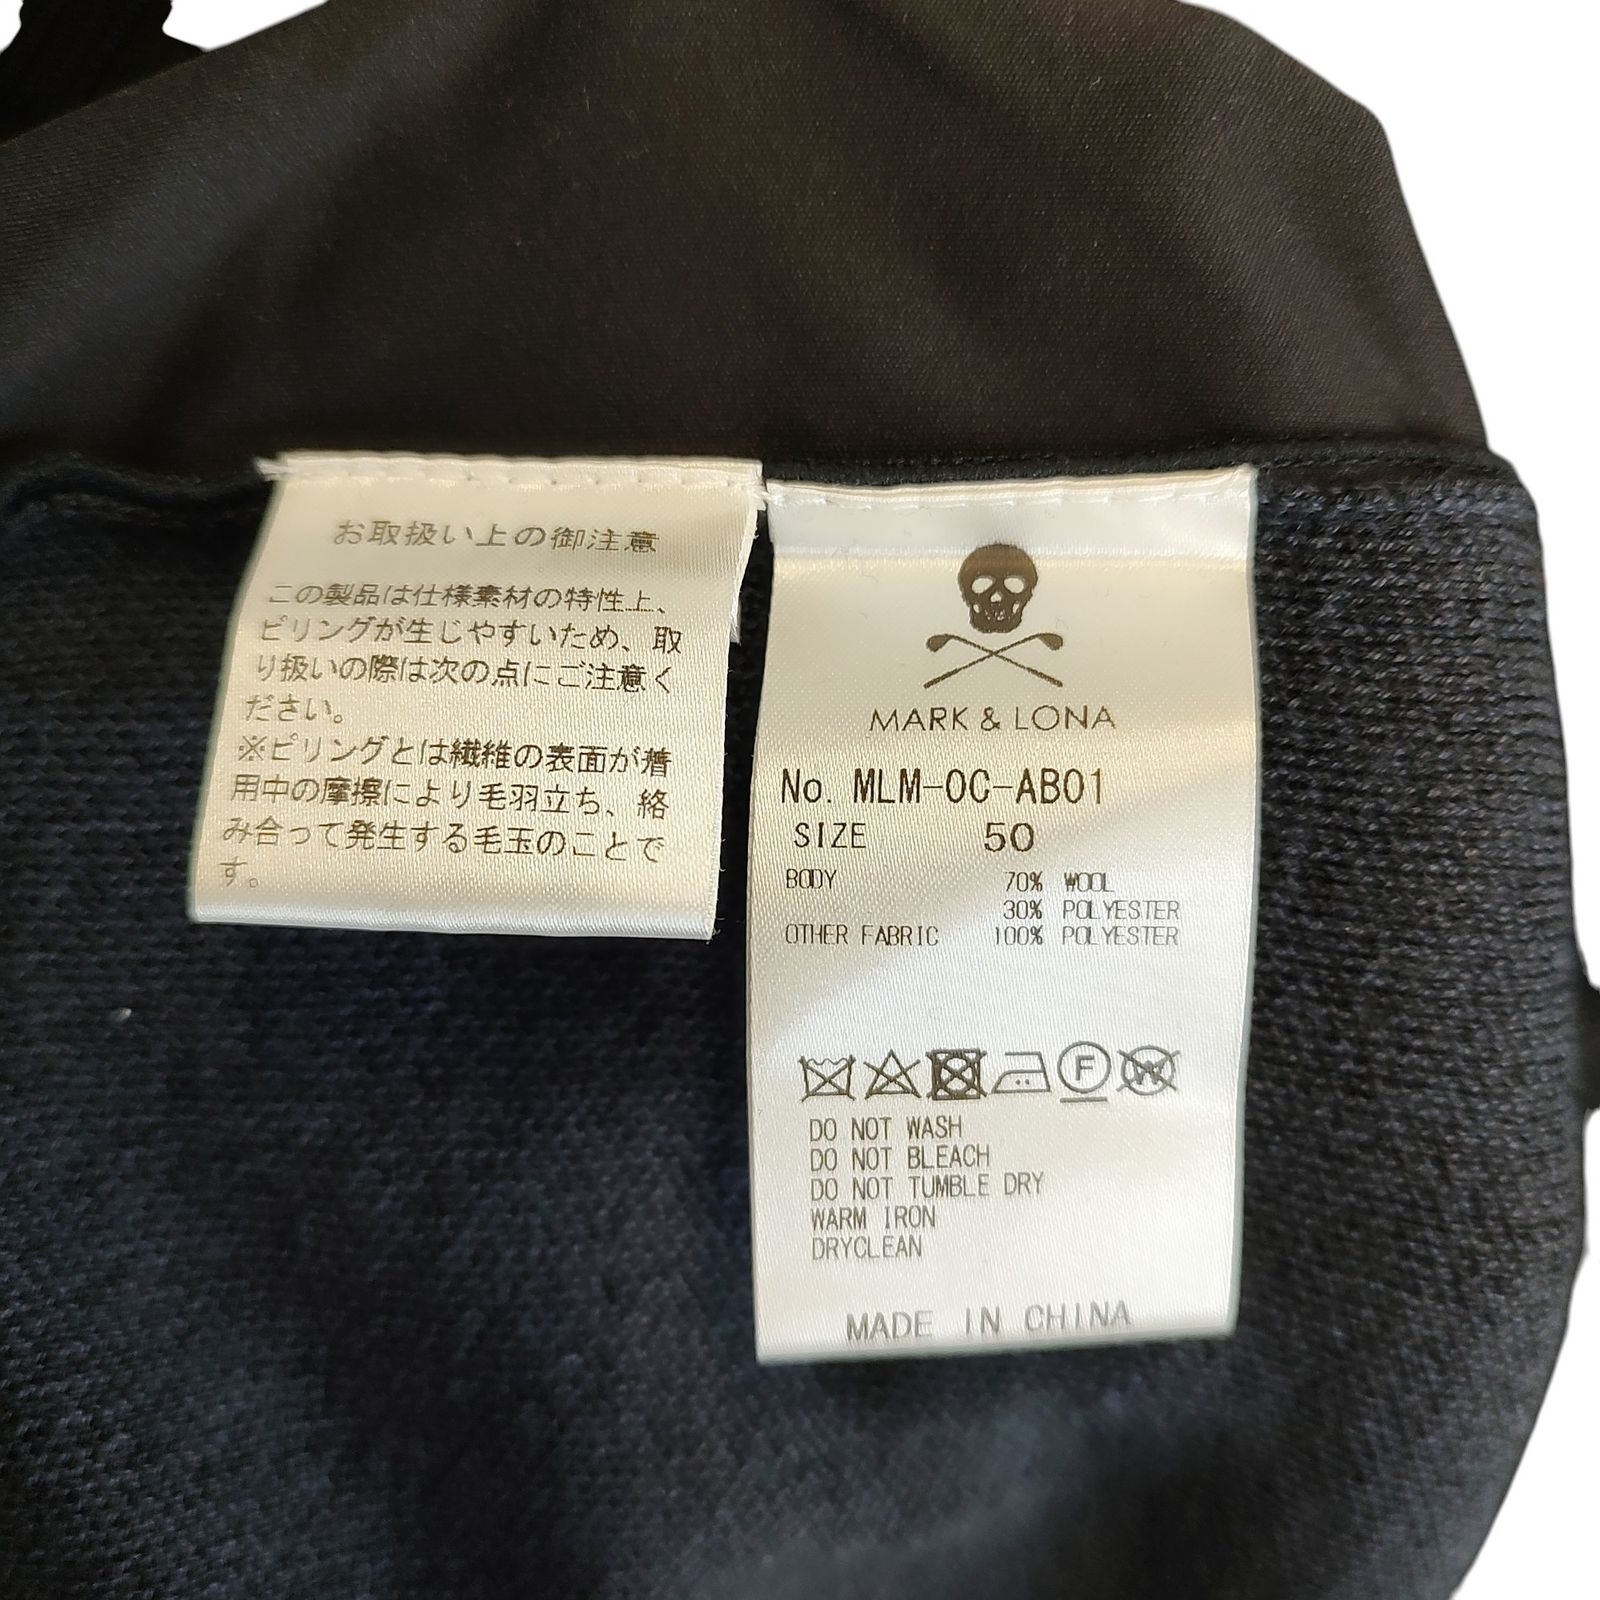 お取扱い上の御注意
この製品は仕様素材の特性上、
ピリングが生じやすいため、取
り扱いの際は次の点にご注意く
ださい。
※ピリングとは繊維の表面が着
用中の摩擦により毛羽立ち、絡
み合って発生する毛玉のことで
す。
MARK & LONA
No. MLM-OC-AB01
SIZE 50
BODY 70% WOOL
30% POLYESTER
OTHER FABRIC 100% POLYESTER
F W
DO NOT WASH
DO NOT BLEACH
DO NOT TUMBLE DRY
WARM IRON
DRYCLEAN
MADE IN CHINA